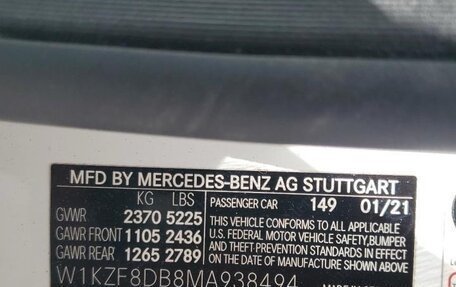 MFD BY MERCEDES-BENZ AG STUTTGART
KG LBS
GVWR 2370 5225
GAWR FRONT 1105 2436
GAWR REAR 1265 2789
PASSENGER CAR 149 01/21
THIS VEHICLE CONFORMS TO ALL APPLICABLE
U.S. FEDERAL MOTOR VEHICLE SAFETY, BUMPER,
AND THEFT PREVENTION STANDARDS IN EFFECT
ON THE DATE OF MANUFACTURE SHOWN ABOVE
W1KZF8DB8MA938494
MADE IN